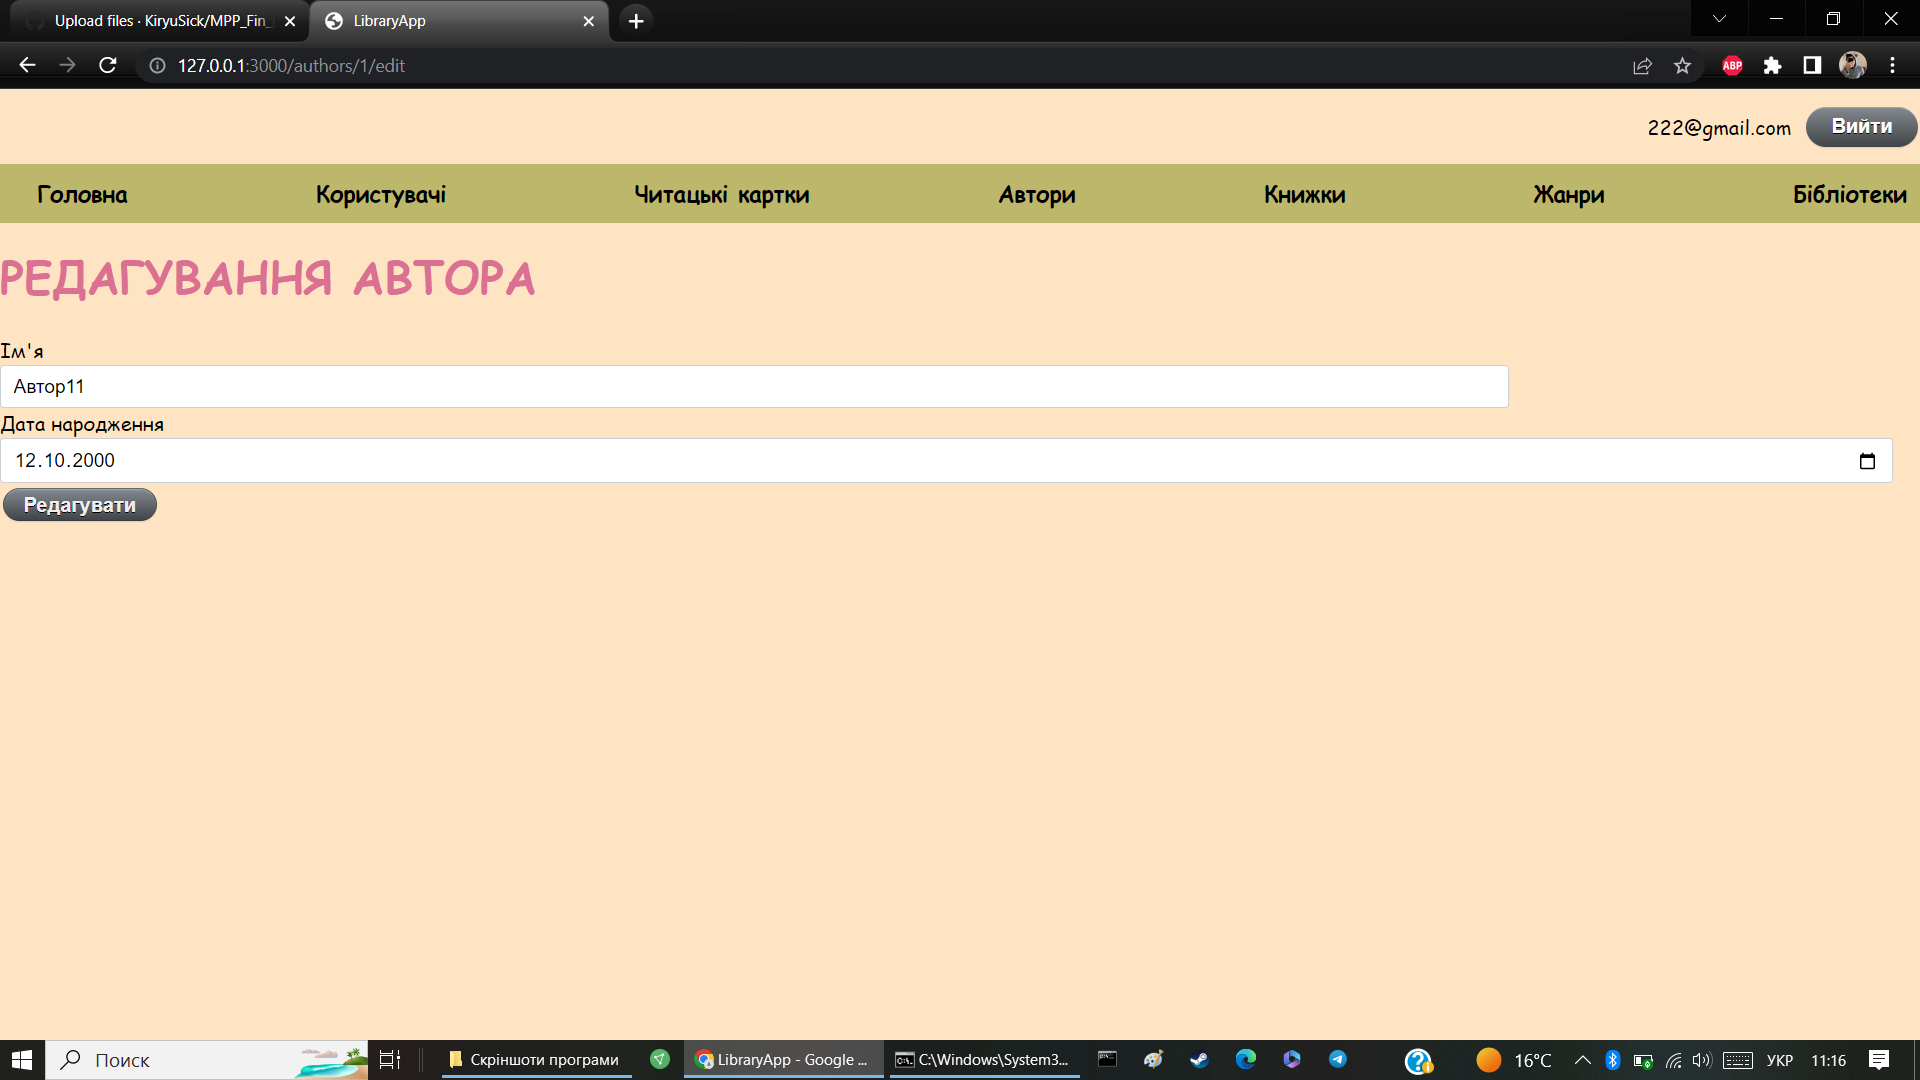 Upload files · KiryuSick/MPP_Fin_
LibraryApp
127.0.0.1:3000/authors/1/edit
ABP
222@gmail.com
Вийти
Головна
Користувачі
Читацькі картки
Автори
Книжки
Жанри
Бібліотеки
РЕДАГУВАННЯ АВТОРА
Ім'я
Автор11
Дата народження
12.10.2000
Редагувати
Поиск
Скріншоти програми
LibraryApp - Google ...
C:\Windows\System3...
16°C
УКР
11:16